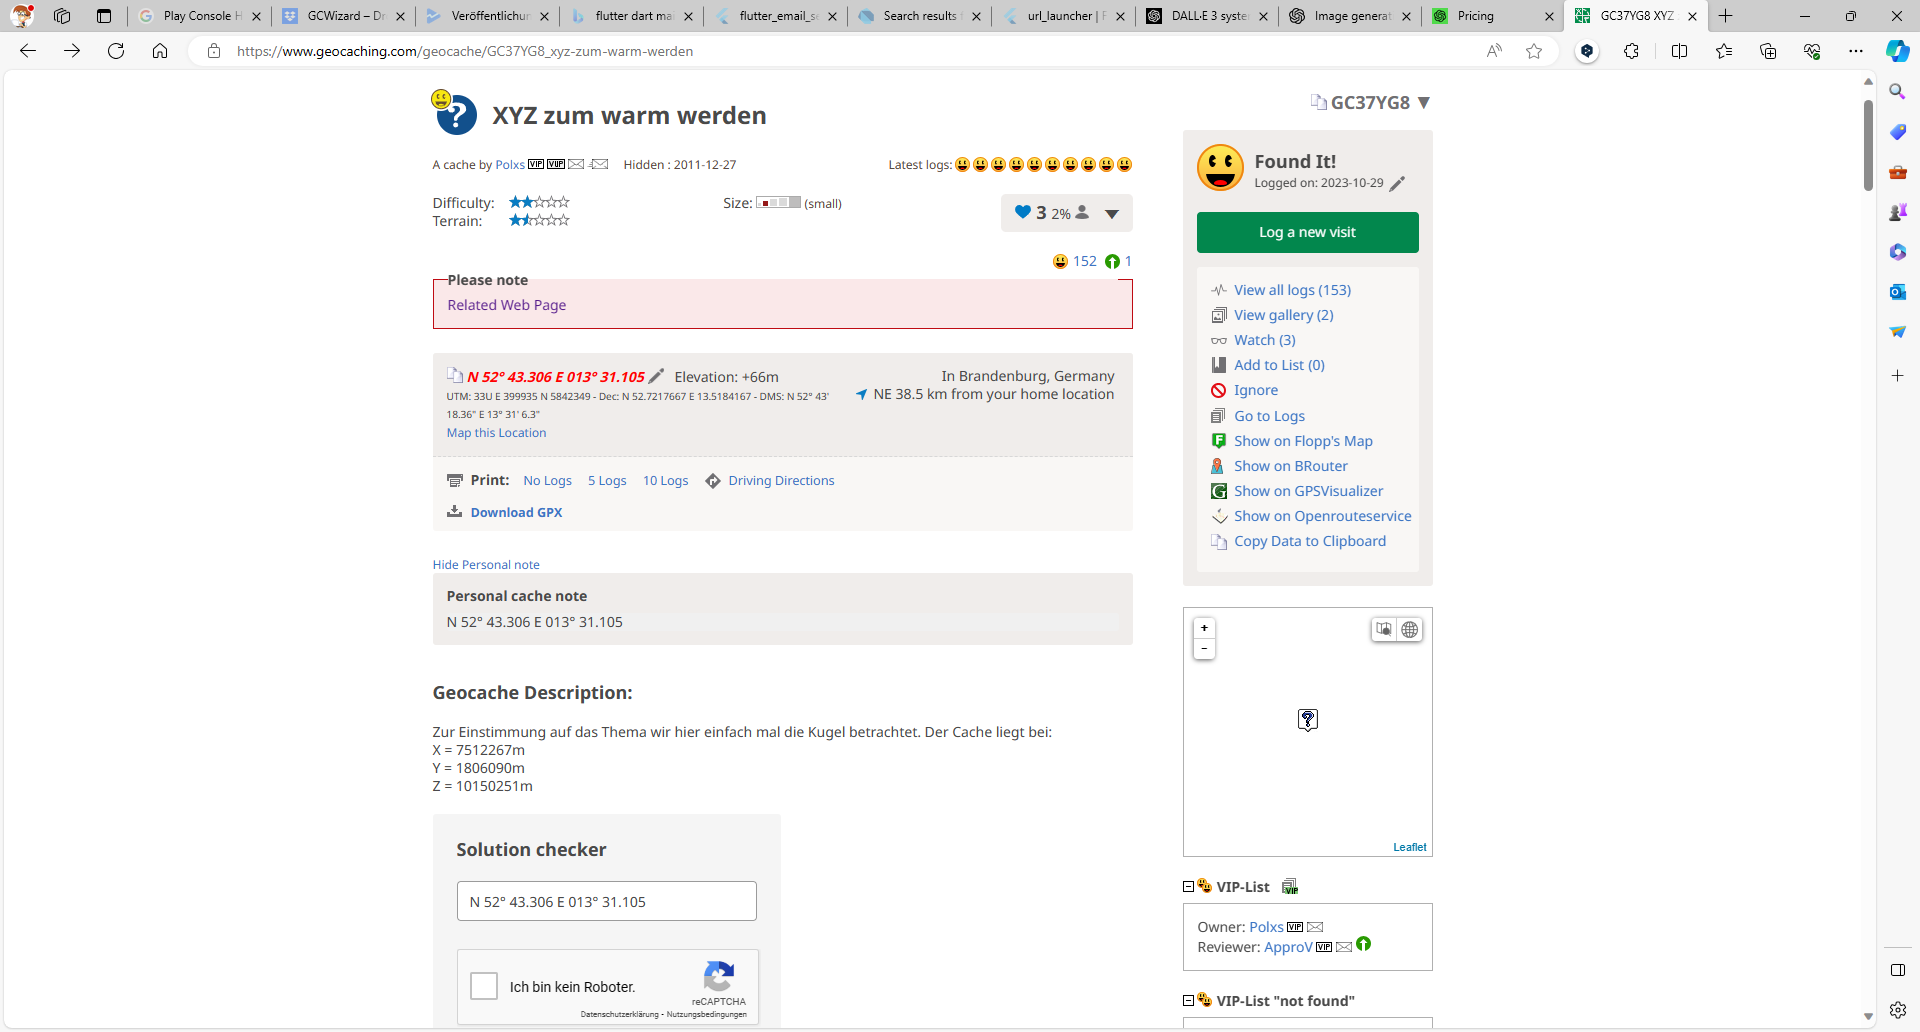 Play Console H
GCWizard – Dr
Veröffentlichun
flutter dart mai
flutter_email_se
Search results f
url_launcher | F
DALL·E 3 syste
Image generat
Pricing
GC37YG8 XYZ
https://www.geocaching.com/geocache/GC37YG8_xyz-zum-warm-werden
XYZ zum warm werden
GC37YG8 ▼
A cache by Polxs VIP VUP Hidden : 2011-12-27
Latest logs:
Difficulty:
Terrain:
Size: (small)
3 2%
152 1
Please note
Related Web Page
N 52° 43.306 E 013° 31.105 Elevation: +66m
UTM: 33U E 399935 N 5842349 - Dec: N 52.7217667 E 13.5184167 - DMS: N 52° 43'
18.36" E 13° 31' 6.3"
Map this Location
In Brandenburg, Germany
NE 38.5 km from your home location
Print: No Logs 5 Logs 10 Logs Driving Directions
Download GPX
Hide Personal note
Personal cache note
N 52° 43.306 E 013° 31.105
Geocache Description:
Zur Einstimmung auf das Thema wir hier einfach mal die Kugel betrachtet. Der Cache liegt bei:
X = 7512267m
Y = 1806090m
Z = 10150251m
Solution checker
N 52° 43.306 E 013° 31.105
Ich bin kein Roboter.
reCAPTCHA
Datenschutzerklärung - Nutzungsbedingungen
Found It!
Logged on: 2023-10-29
Log a new visit
View all logs (153)
View gallery (2)
Watch (3)
Add to List (0)
Ignore
Go to Logs
Show on Flopp's Map
Show on BRouter
Show on GPSVisualizer
Show on Openrouteservice
Copy Data to Clipboard
+
-
Leaflet
VIP-List VIP
Owner: Polxs VIP
Reviewer: ApproV VIP
VIP-List "not found"